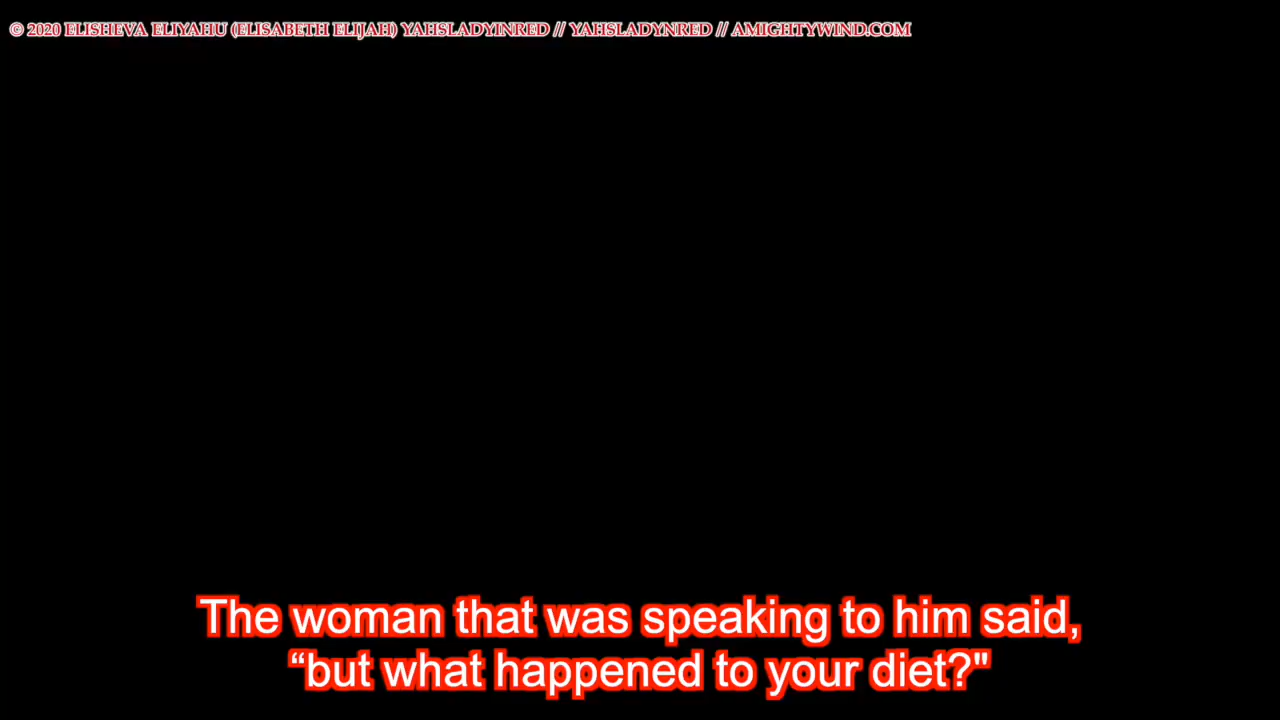 © 2020 ELISHEVA ELIYAHU (ELISABETH ELIJAH) YAHSLADYINRED // YAHSLADYNRED // AMIGHTYWIND.COM
The woman that was speaking to him said,
“but what happened to your diet?"